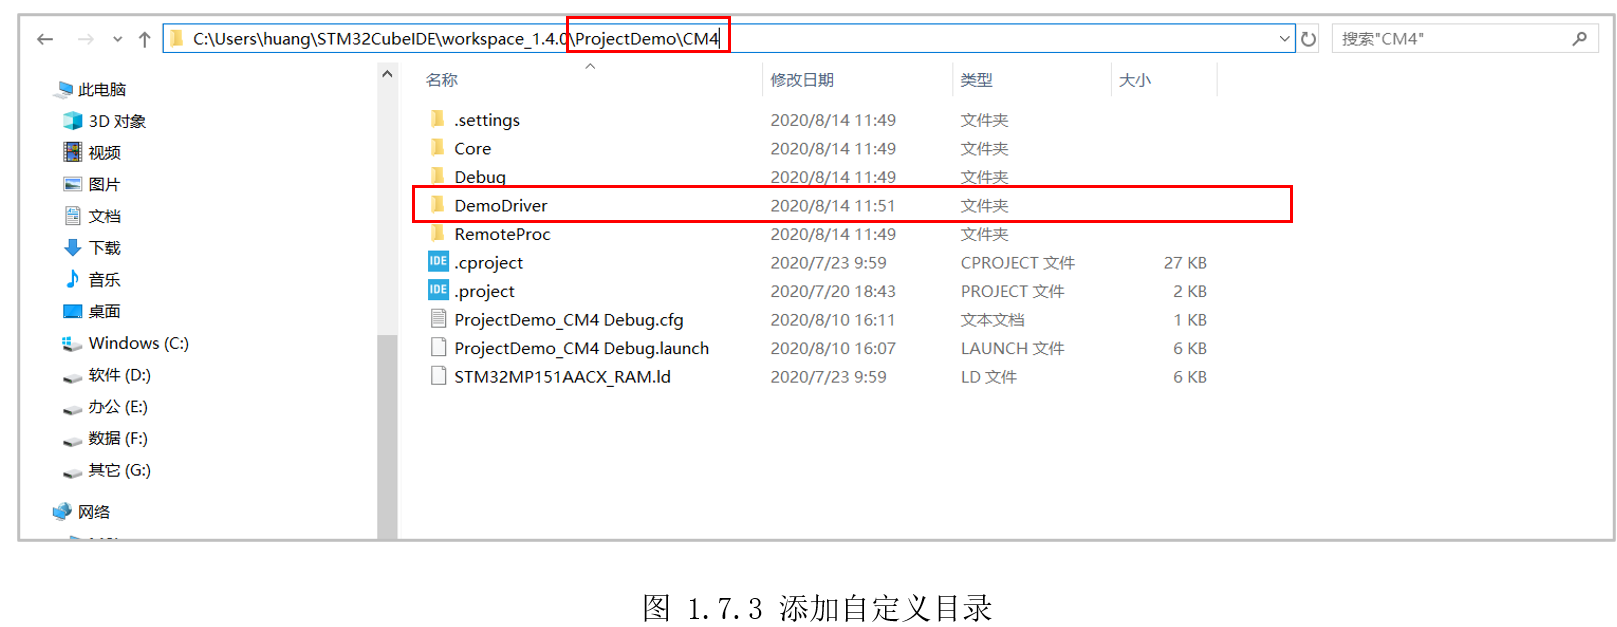 C:\Users\huang\STM32CubeIDE\workspace_1.4.0\ProjectDemo\CM4
搜索"CM4"
此电脑
3D 对象
视频
图片
文档
下载
音乐
桌面
Windows (C:)
软件 (D:)
办公 (E:)
数据 (F:)
其它 (G:)
网络
名称 修改日期 类型 大小
.settings 2020/8/14 11:49 文件夹
Core 2020/8/14 11:49 文件夹
Debug 2020/8/14 11:49 文件夹
DemoDriver 2020/8/14 11:51 文件夹
RemoteProc 2020/8/14 11:49 文件夹
IDE .cproject 2020/7/23 9:59 CPROJECT 文件 27 KB
IDE .project 2020/7/20 18:43 PROJECT 文件 2 KB
ProjectDemo_CM4 Debug.cfg 2020/8/10 16:11 文本文档 1 KB
ProjectDemo_CM4 Debug.launch 2020/8/10 16:07 LAUNCH 文件 6 KB
STM32MP151AACX_RAM.ld 2020/7/23 9:59 LD 文件 6 KB
图 1.7.3 添加自定义目录